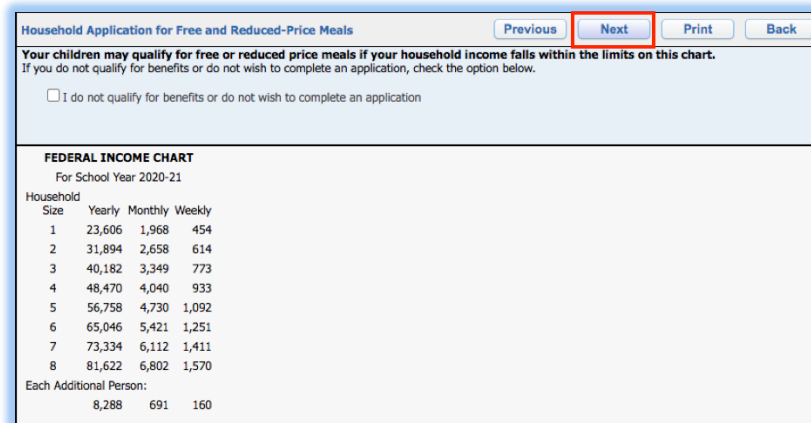 Household Application for Free and Reduced-Price Meals Previous Next Print Back
Your children may qualify for free or reduced price meals if your household income falls within the limits on this chart.
If you do not qualify for benefits or do not wish to complete an application, check the option below.
I do not qualify for benefits or do not wish to complete an application
FEDERAL INCOME CHART
For School Year 2020-21
Household
Size Yearly Monthly Weekly
1 23,606 1,968 454
2 31,894 2,658 614
3 40,182 3,349 773
4 48,470 4,040 933
5 56,758 4,730 1,092
6 65,046 5,421 1,251
7 73,334 6,112 1,411
8 81,622 6,802 1,570
Each Additional Person:
8,288 691 160